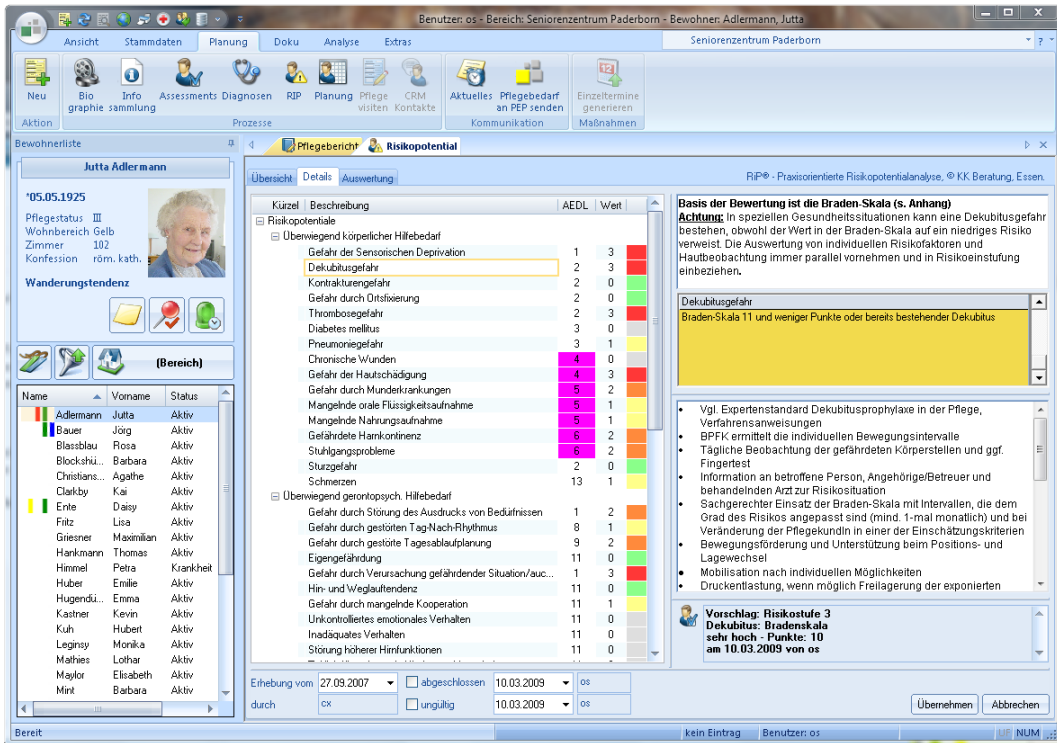 Benutzer: os - Bereich: Seniorenzentrum Paderborn - Bewohner: Adlermann, Jutta
Ansicht Stammdaten Planung Doku Analyse Extras Seniorenzentrum Paderborn
Neu Bio graphie Info sammlung Assessments Diagnosen RIP Planung Pflege visiten CRM Kontakte Aktuelles Pflegebedarf an PEP senden Einzeltermine generieren
Aktion Prozesse Kommunikation Maßnahmen
Bewohnerliste
Jutta Adlermann
*05.05.1925
Pflegestatus III
Wohnbereich Gelb
Zimmer 102
Konfession röm. kath.
Wanderungstendenz
(Bereich)
Name Vorname Status
Adlermann Jutta Aktiv
Bauer Jörg Aktiv
Blassblau Rosa Aktiv
Blockshü... Barbara Aktiv
Christians... Agathe Aktiv
Clarkby Kai Aktiv
Ente Daisy Aktiv
Fritz Lisa Aktiv
Griesner Maximilian Aktiv
Hankmann Thomas Aktiv
Himmel Petra Krankheit
Huber Emilie Aktiv
Hugendü... Emma Aktiv
Kastner Kevin Aktiv
Kuh Hubert Aktiv
Leginsy Monika Aktiv
Mathies Lothar Aktiv
Maylor Elisabeth Aktiv
Mint Barbara Aktiv
Pflegebericht Risikopotential
Übersicht Details Auswertung
RiP® - Praxisorientierte Risikopotentialanalyse, © KK Beratung, Essen.
Kürzel Beschreibung AEDL Wert
Risikopotentiale
Überwiegend körperlicher Hilfebedarf
Gefahr der Sensorischen Deprivation 1 3
Dekubitusgefahr 2 3
Kontrakturengefahr 2 0
Gefahr durch Ortsfixierung 2 0
Thrombosegefahr 2 3
Diabetes mellitus 3 0
Pneumoniegefahr 3 1
Chronische Wunden 4 0
Gefahr der Hautschädigung 4 3
Gefahr durch Munderkrankungen 5 2
Mangelnde orale Flüssigkeitsaufnahme 5 1
Mangelnde Nahrungsaufnahme 5 1
Gefährdete Harnkontinenz 6 2
Stuhlgangsprobleme 6 2
Sturzgefahr 2 0
Schmerzen 13 1
Überwiegend gerontopsych. Hilfebedarf
Gefahr durch Störung des Ausdrucks von Bedürfnissen 1 2
Gefahr durch gestörten Tag-Nach-Rhythmus 8 1
Gefahr durch gestörte Tagesablaufplanung 9 2
Eigengefährdung 11 0
Gefahr durch Verursachung gefährdender Situation/auc... 1 3
Hin- und Weglauftendenz 11 0
Gefahr durch mangelnde Kooperation 11 1
Unkontrolliertes emotionales Verhalten 11 0
Inadäquates Verhalten 11 0
Störung höherer Hirnfunktionen 11 0
Basis der Bewertung ist die Braden-Skala (s. Anhang)
Achtung: In speziellen Gesundheitssituationen kann eine Dekubitusgefahr
bestehen, obwohl der Wert in der Braden-Skala auf ein niedriges Risiko
verweist. Die Auswertung von individuellen Risikofaktoren und
Hautbeobachtung immer parallel vornehmen und in Risikoeinstufung
einbeziehen.
Dekubitusgefahr
Braden-Skala 11 und weniger Punkte oder bereits bestehender Dekubitus
• Vgl. Expertenstandard Dekubitusprophylaxe in der Pflege,
Verfahrensanweisungen
• BPFK ermittelt die individuellen Bewegungsintervalle
• Tägliche Beobachtung der gefährdeten Körperstellen und ggf.
Fingertest
• Information an betroffene Person, Angehörige/Betreuer und
behandelnden Arzt zur Risikosituation
• Sachgerechter Einsatz der Braden-Skala mit Intervallen, die dem
Grad des Risikos angepasst sind (mind. 1-mal monatlich) und bei
Veränderung der PflegekundIn in einer der Einschätzungskriterien
• Bewegungsförderung und Unterstützung beim Positions- und
Lagewechsel
• Mobilisation nach individuellen Möglichkeiten
• Druckentlastung, wenn möglich Freilagerung der exponierten
Vorschlag: Risikostufe 3
Dekubitus: Bradenskala
sehr hoch - Punkte: 10
am 10.03.2009 von os
Erhebung vom 27.09.2007 abgeschlossen 10.03.2009 os
durch cx ungültig 10.03.2009 os
Übernehmen Abbrechen
Bereit kein Eintrag Benutzer: os UF NUM